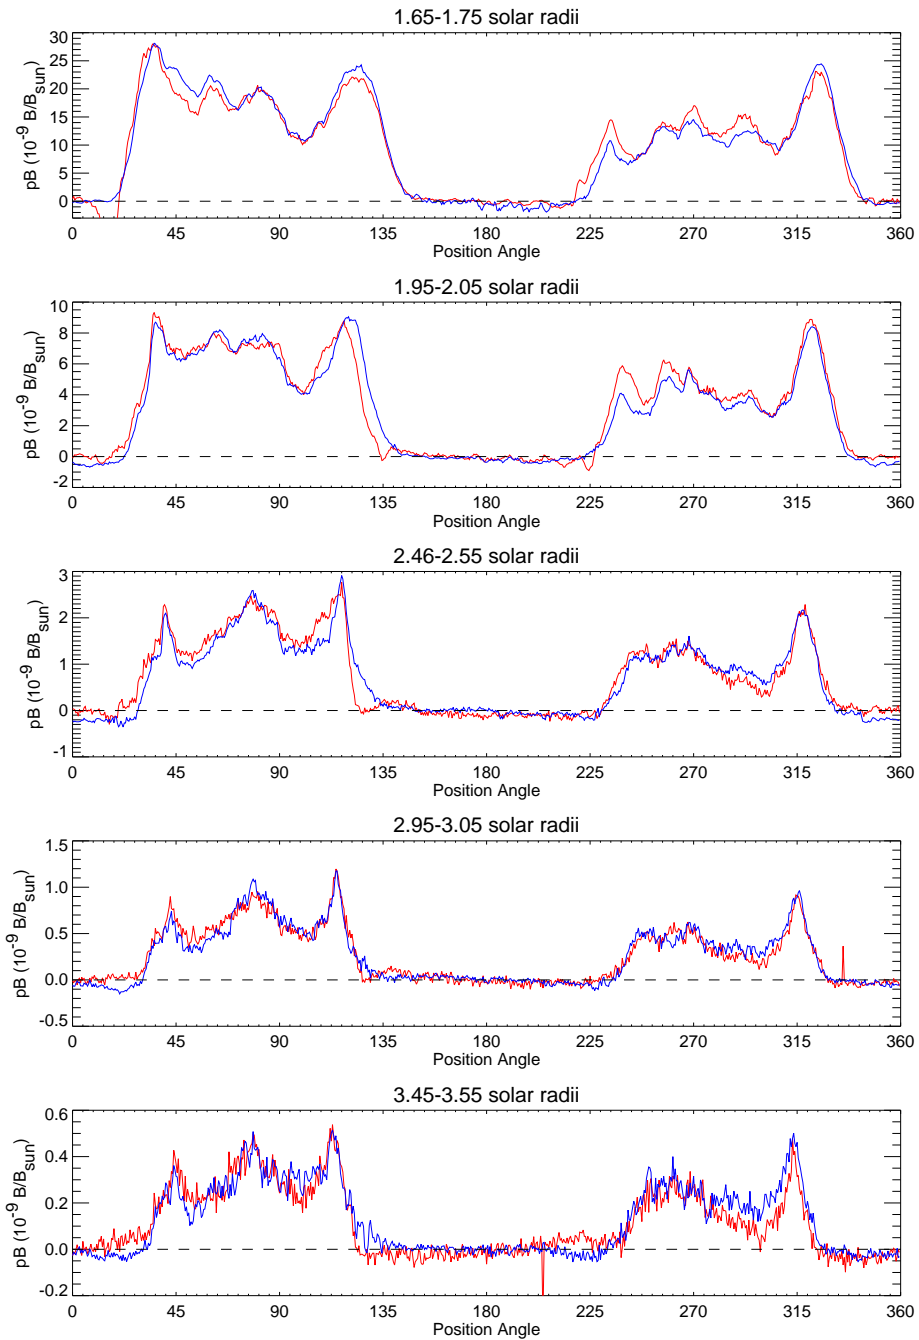 1.65-1.75 solar radii
pB (10^-9 B/B_sun)
30
25
20
15
10
5
0
0 45 90 135 180 225 270 315 360
Position Angle
1.95-2.05 solar radii
pB (10^-9 B/B_sun)
10
8
6
4
2
0
-2
0 45 90 135 180 225 270 315 360
Position Angle
2.46-2.55 solar radii
pB (10^-9 B/B_sun)
3
2
1
0
-1
0 45 90 135 180 225 270 315 360
Position Angle
2.95-3.05 solar radii
pB (10^-9 B/B_sun)
1.5
1.0
0.5
0.0
-0.5
0 45 90 135 180 225 270 315 360
Position Angle
3.45-3.55 solar radii
pB (10^-9 B/B_sun)
0.6
0.4
0.2
0.0
-0.2
0 45 90 135 180 225 270 315 360
Position Angle